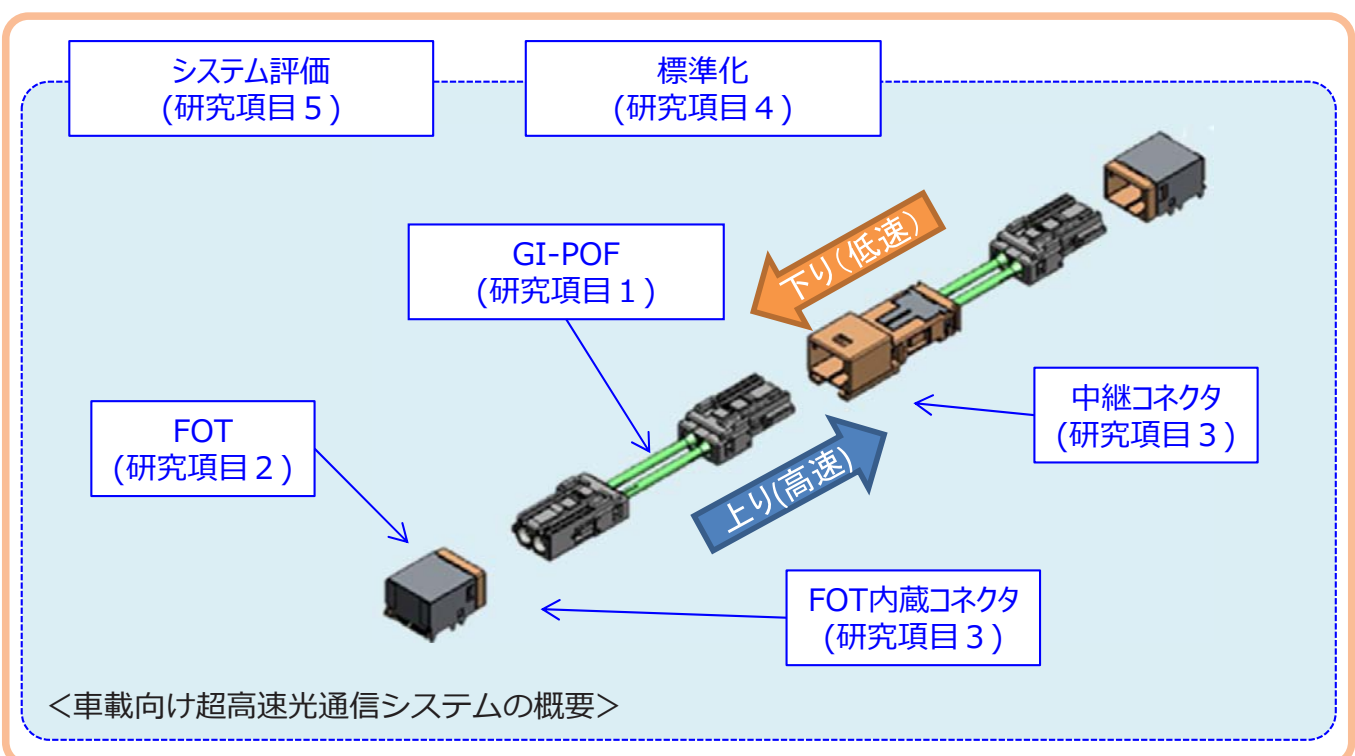 システム評価
(研究項目５)
標準化
(研究項目４)
GI-POF
(研究項目１)
下り(低速)
FOT
(研究項目２)
上り(高速)
中継コネクタ
(研究項目３)
FOT内蔵コネクタ
(研究項目３)
＜車載向け超高速光通信システムの概要＞